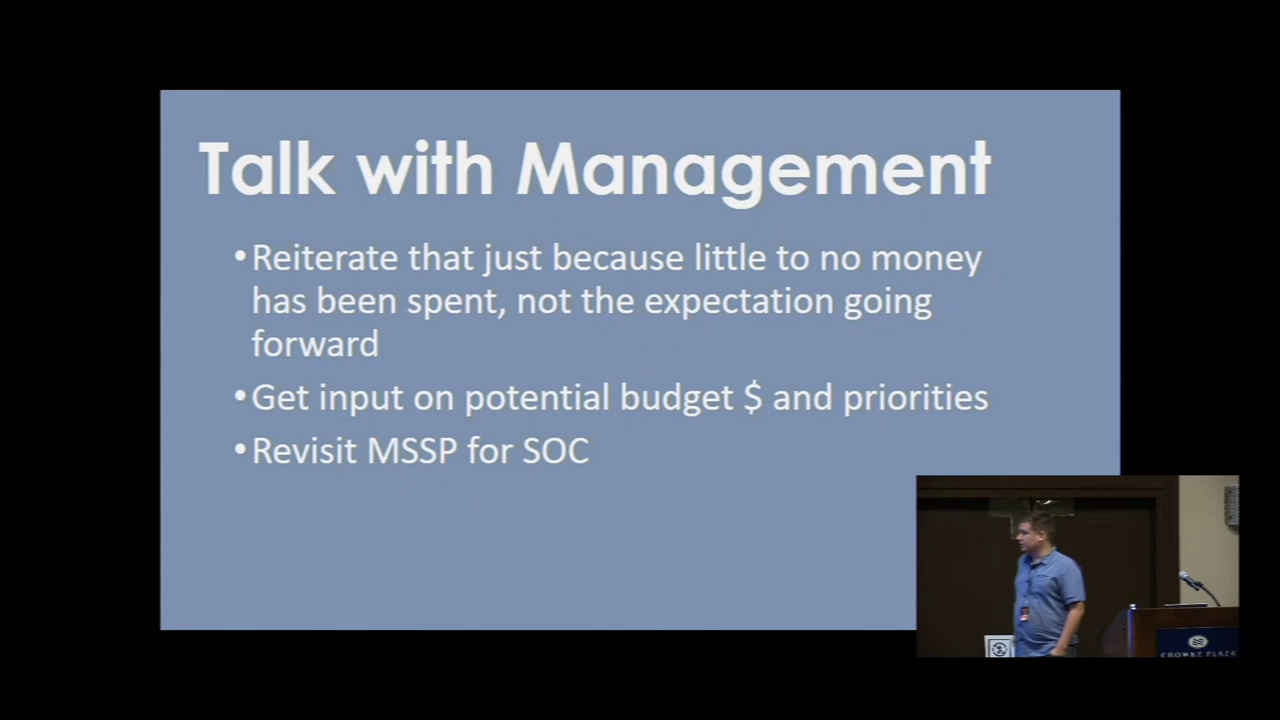 Talk with Management
•Reiterate that just because little to no money
has been spent, not the expectation going
forward
•Get input on potential budget $ and priorities
•Revisit MSSP for SOC
CROWNE PLAZA